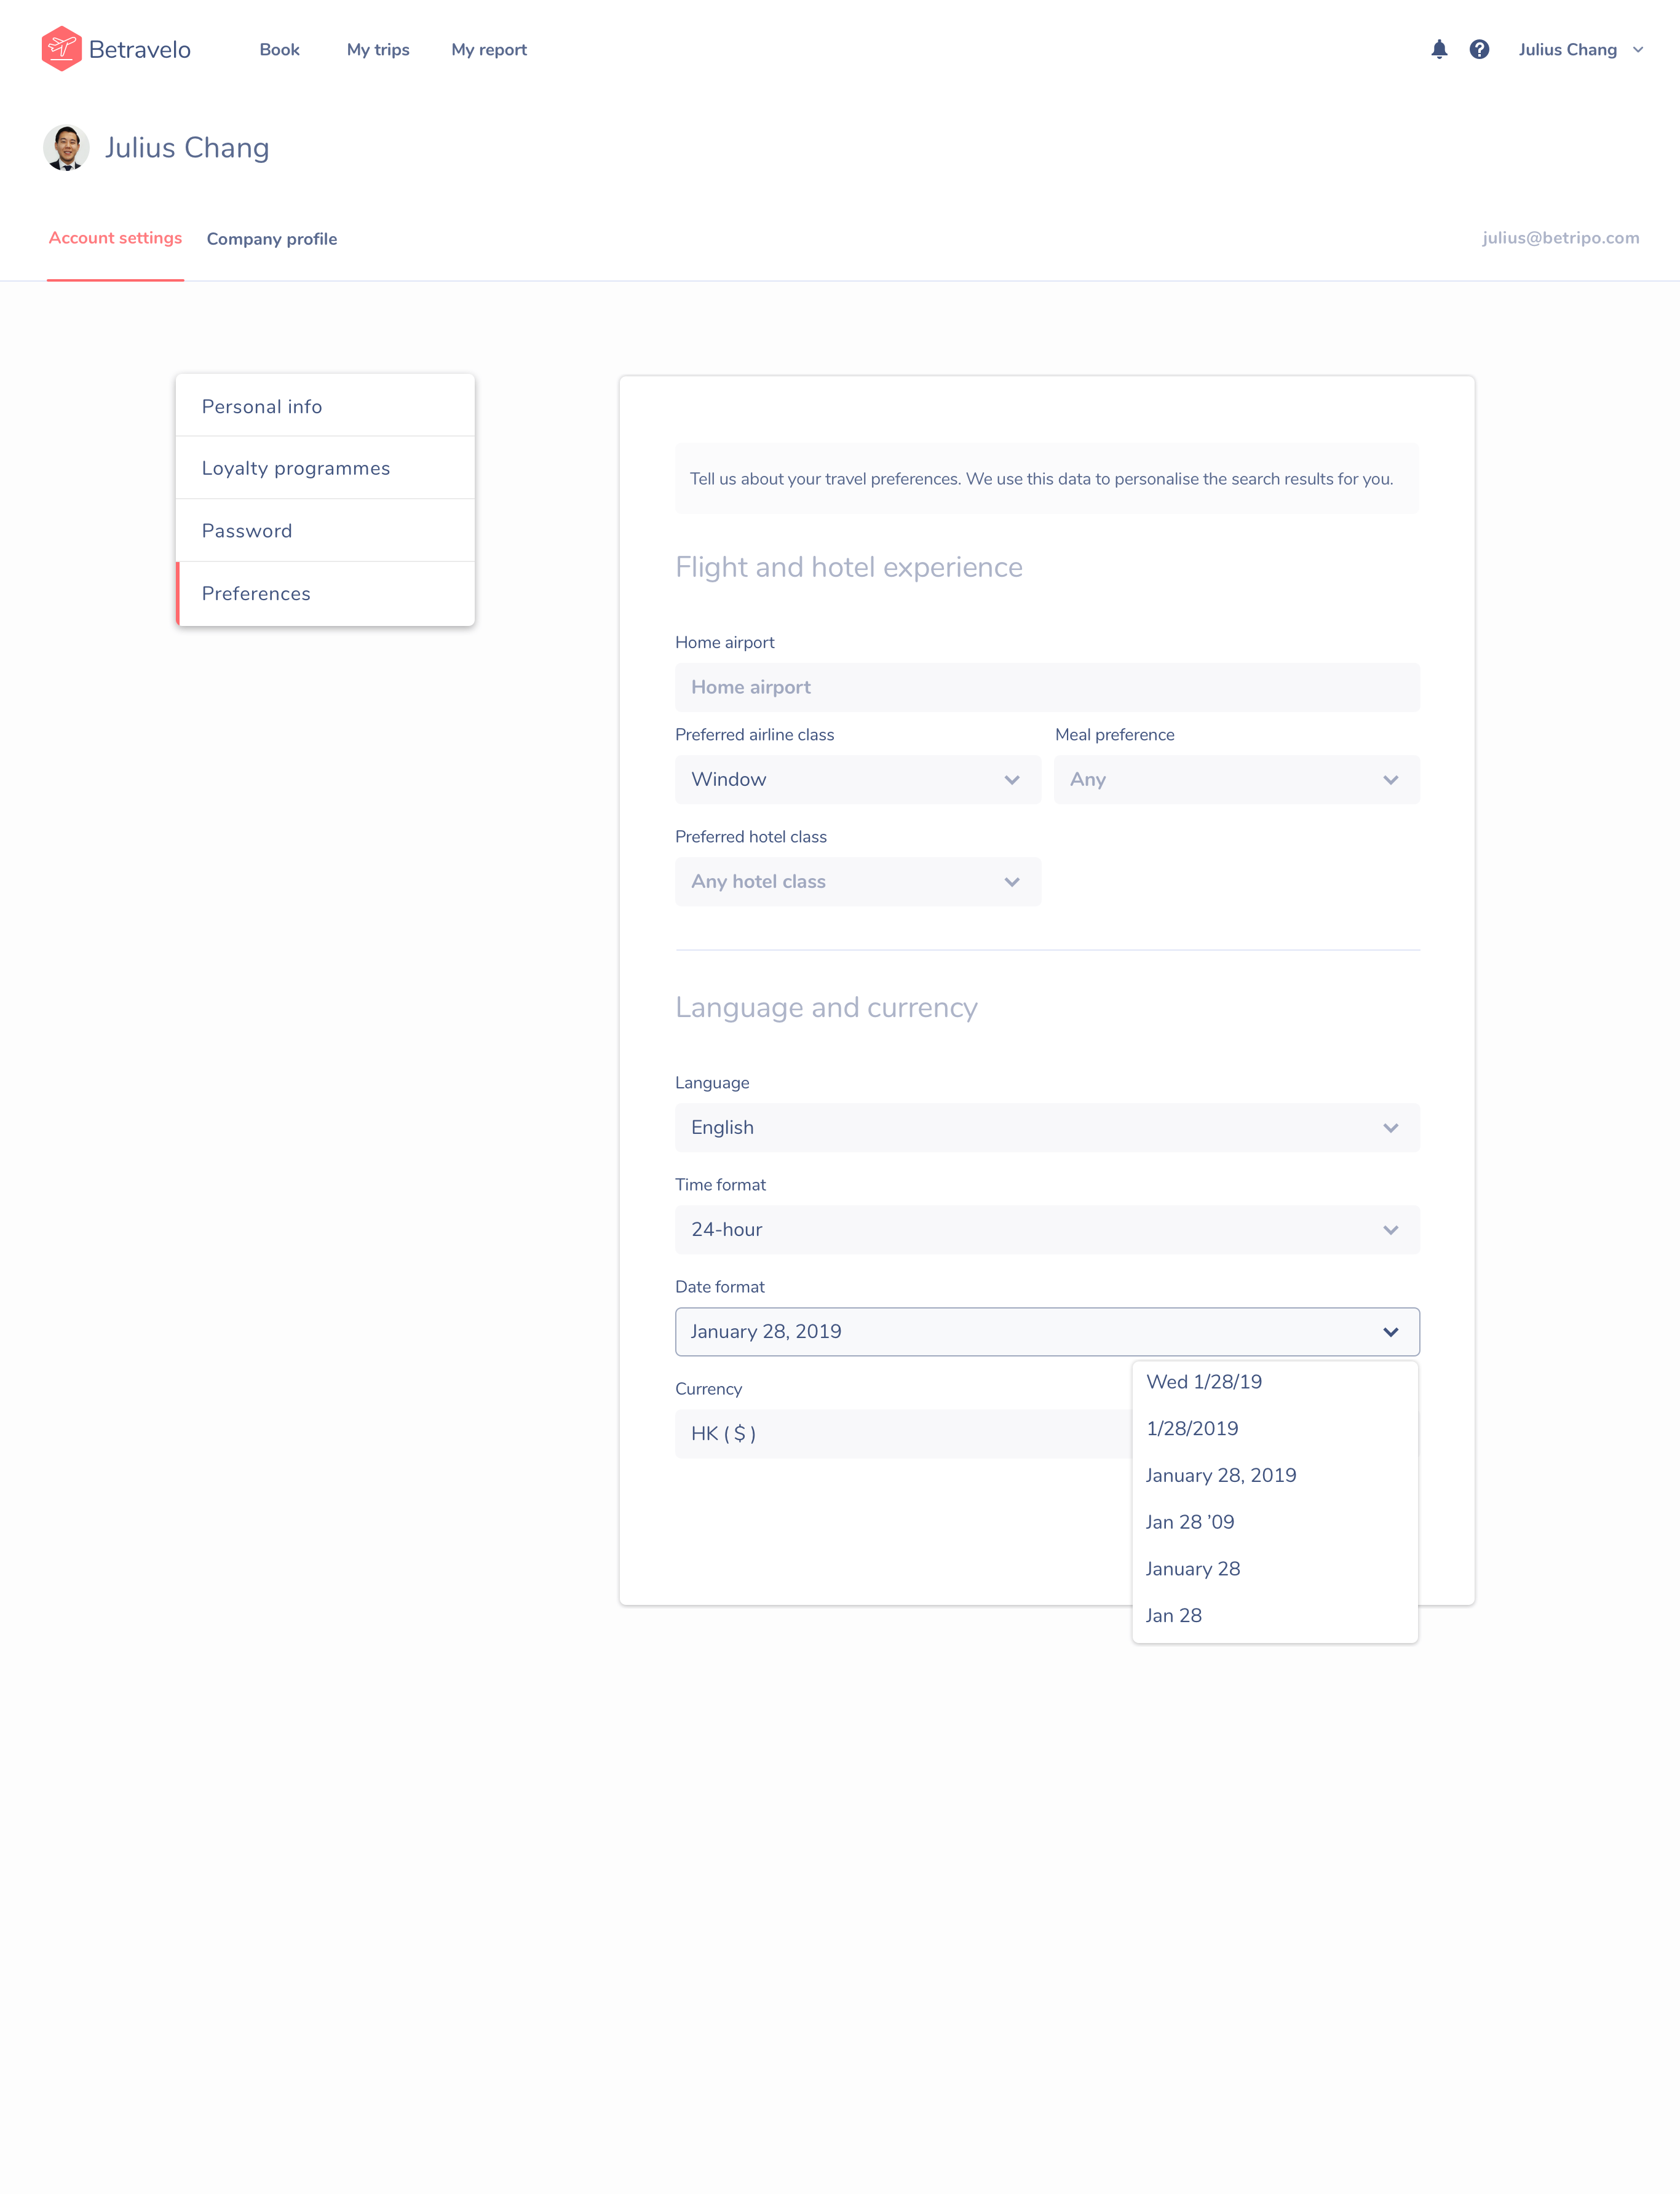 Betravelo
Book
My trips
My report
?
Julius Chang
Julius Chang
Account settings
Company profile
julius@betripo.com
Personal info
Loyalty programmes
Password
Preferences
Tell us about your travel preferences. We use this data to personalise the search results for you.
Flight and hotel experience
Home airport
Home airport
Preferred airline class
Meal preference
Window
Any
Preferred hotel class
Any hotel class
Language and currency
Language
English
Time format
24-hour
Date format
January 28, 2019
Currency
HK ( $ )
Wed 1/28/19
1/28/2019
January 28, 2019
Jan 28 ’09
January 28
Jan 28